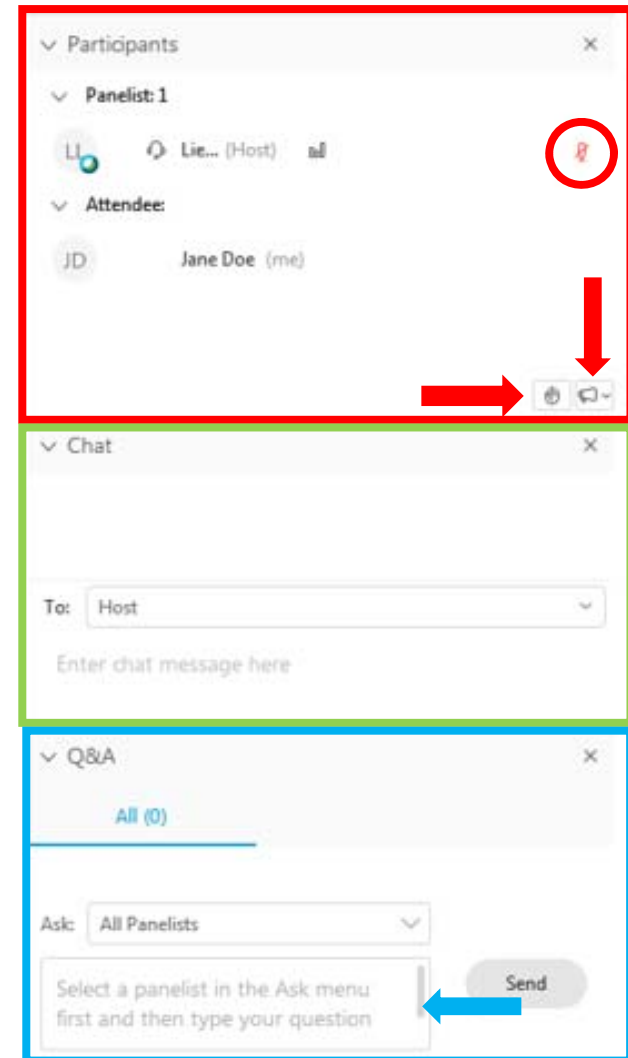 Participants
Panelist: 1
LI Lie... (Host)
Attendee:
JD Jane Doe (me)
Chat
To: Host
Enter chat message here
Q&A
All (0)
Ask: All Panelists
Select a panelist in the Ask menu
first and then type your question
Send